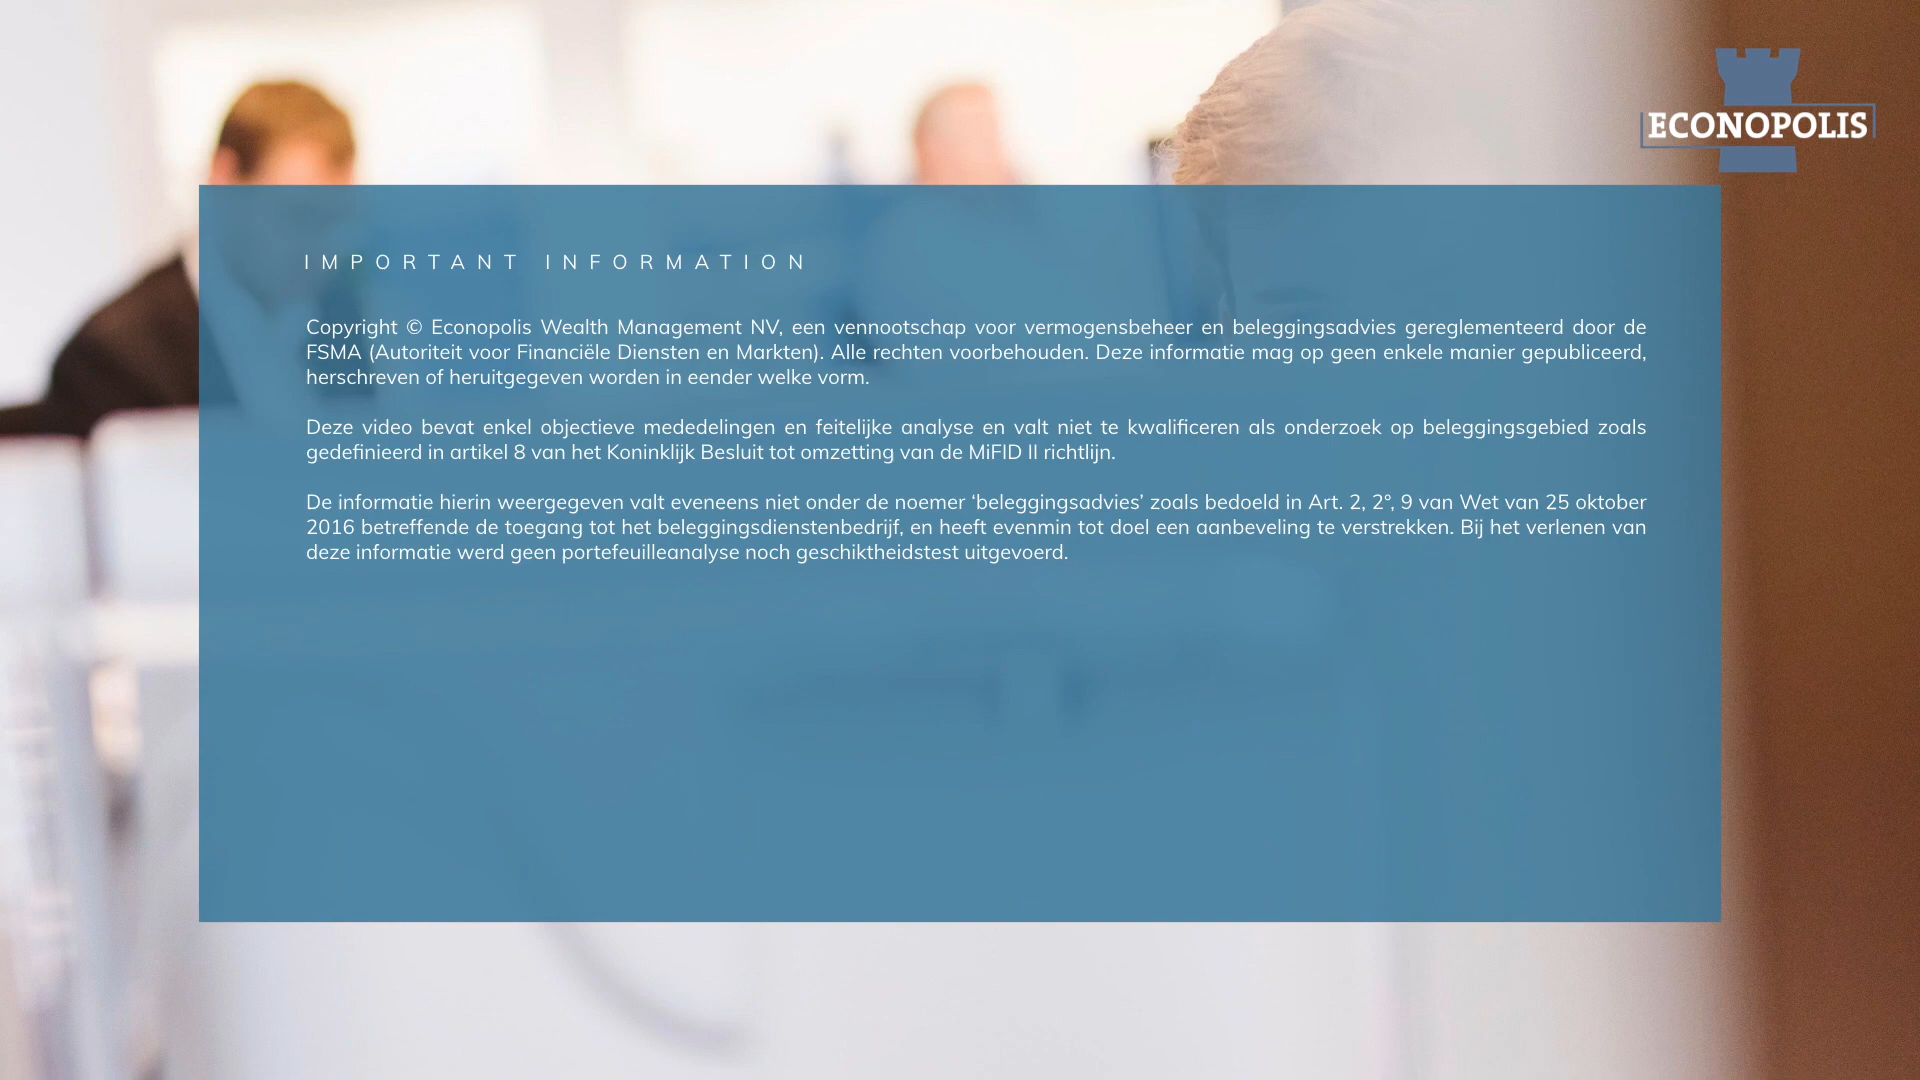 ECONOPOLIS
IMPORTANT INFORMATION
Copyright © Econopolis Wealth Management NV, een vennootschap voor vermogensbeheer en beleggingsadvies gereglementeerd door de
FSMA (Autoriteit voor Financiële Diensten en Markten). Alle rechten voorbehouden. Deze informatie mag op geen enkele manier gepubliceerd,
herschreven of heruitgegeven worden in eender welke vorm.
Deze video bevat enkel objectieve mededelingen en feitelijke analyse en valt niet te kwalificeren als onderzoek op beleggingsgebied zoals
gedefinieerd in artikel 8 van het Koninklijk Besluit tot omzetting van de MiFID II richtlijn.
De informatie hierin weergegeven valt eveneens niet onder de noemer ‘beleggingsadvies’ zoals bedoeld in Art. 2, 2°, 9 van Wet van 25 oktober
2016 betreffende de toegang tot het beleggingsdienstenbedrijf, en heeft evenmin tot doel een aanbeveling te verstrekken. Bij het verlenen van
deze informatie werd geen portefeuilleanalyse noch geschiktheidstest uitgevoerd.